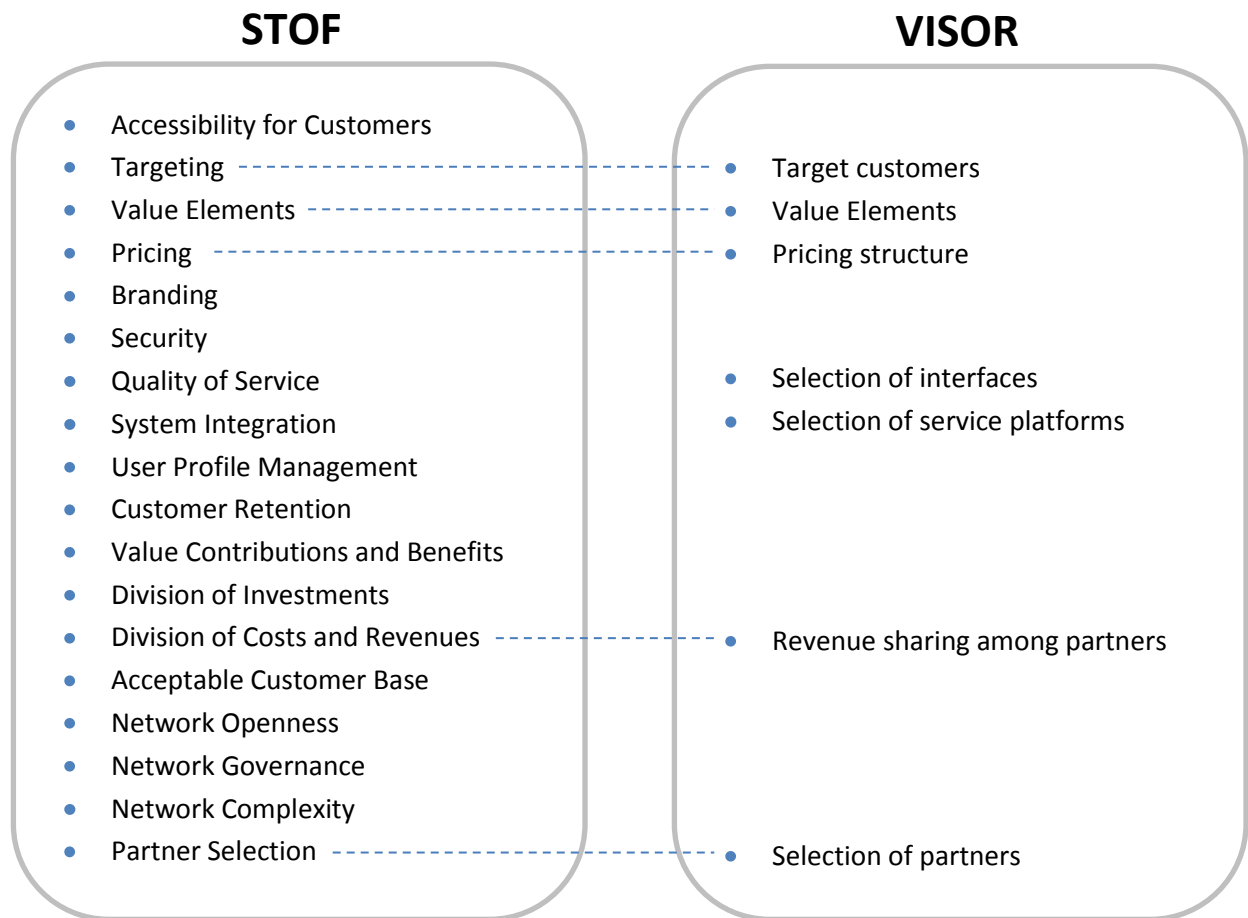 STOF
VISOR
Accessibility for Customers
Targeting
Value Elements
Pricing
Branding
Security
Quality of Service
System Integration
User Profile Management
Customer Retention
Value Contributions and Benefits
Division of Investments
Division of Costs and Revenues
Acceptable Customer Base
Network Openness
Network Governance
Network Complexity
Partner Selection
Target customers
Value Elements
Pricing structure
Selection of interfaces
Selection of service platforms
Revenue sharing among partners
Selection of partners